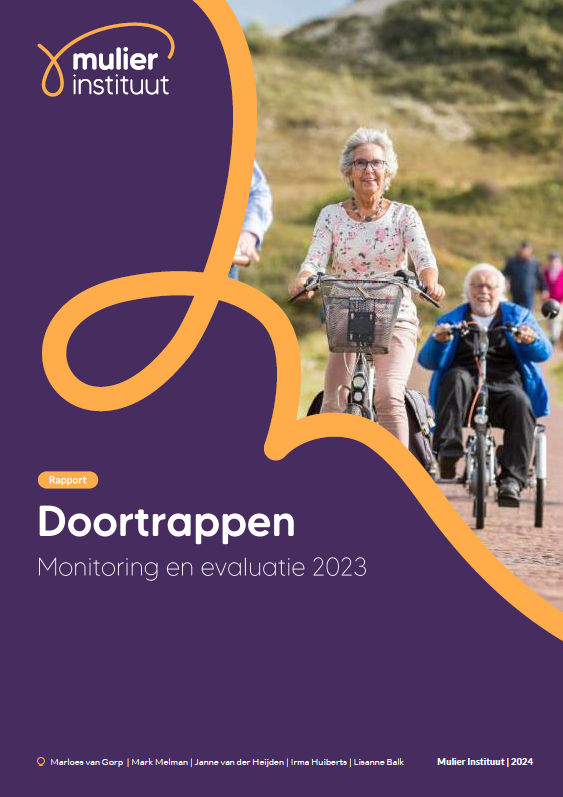 mulier
instituut
Rapport
Doortrappen
Monitoring en evaluatie 2023
Marloes van Gorp | Mark Melman | Janne van der Heijden | Irma Huiberts | Lisanne Balk
Mulier Instituut | 2024